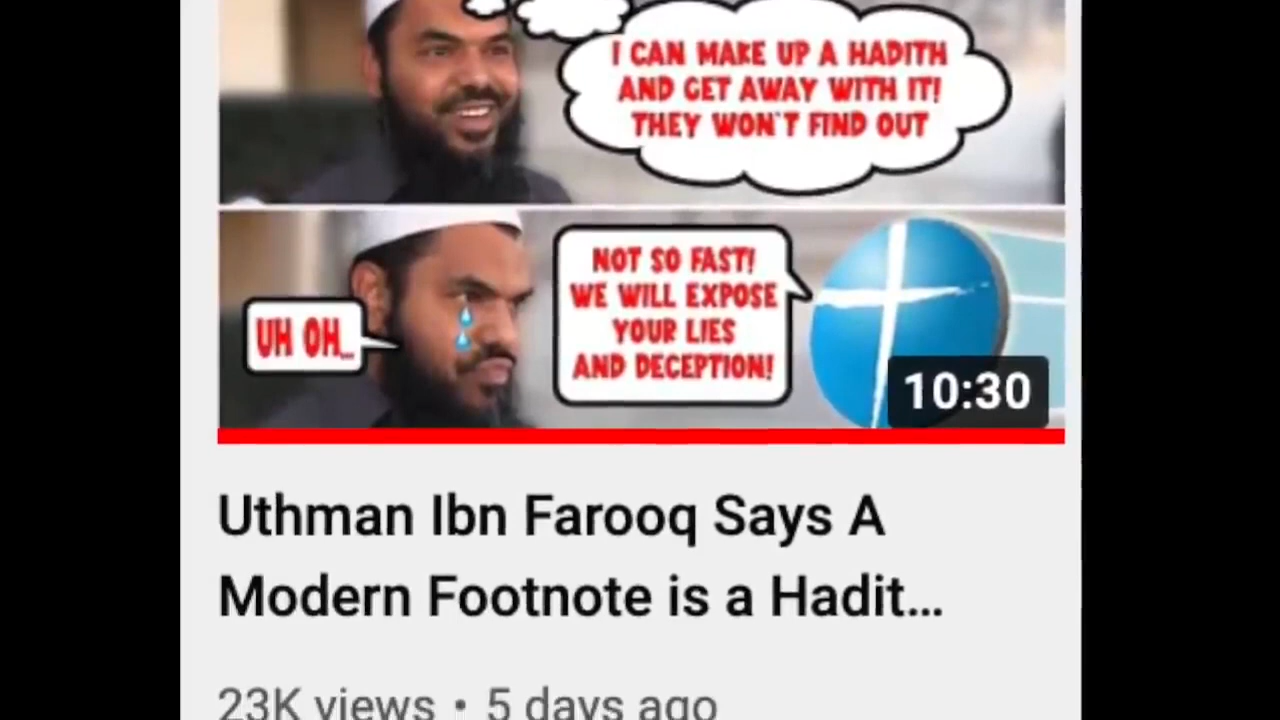 I CAN MAKE UP A HADITH
AND GET AWAY WITH IT!
THEY WON'T FIND OUT
UH OH...
NOT SO FAST!
WE WILL EXPOSE
YOUR LIES
AND DECEPTION!
10:30
Uthman Ibn Farooq Says A
Modern Footnote is a Hadit...
23K views • 5 days ago